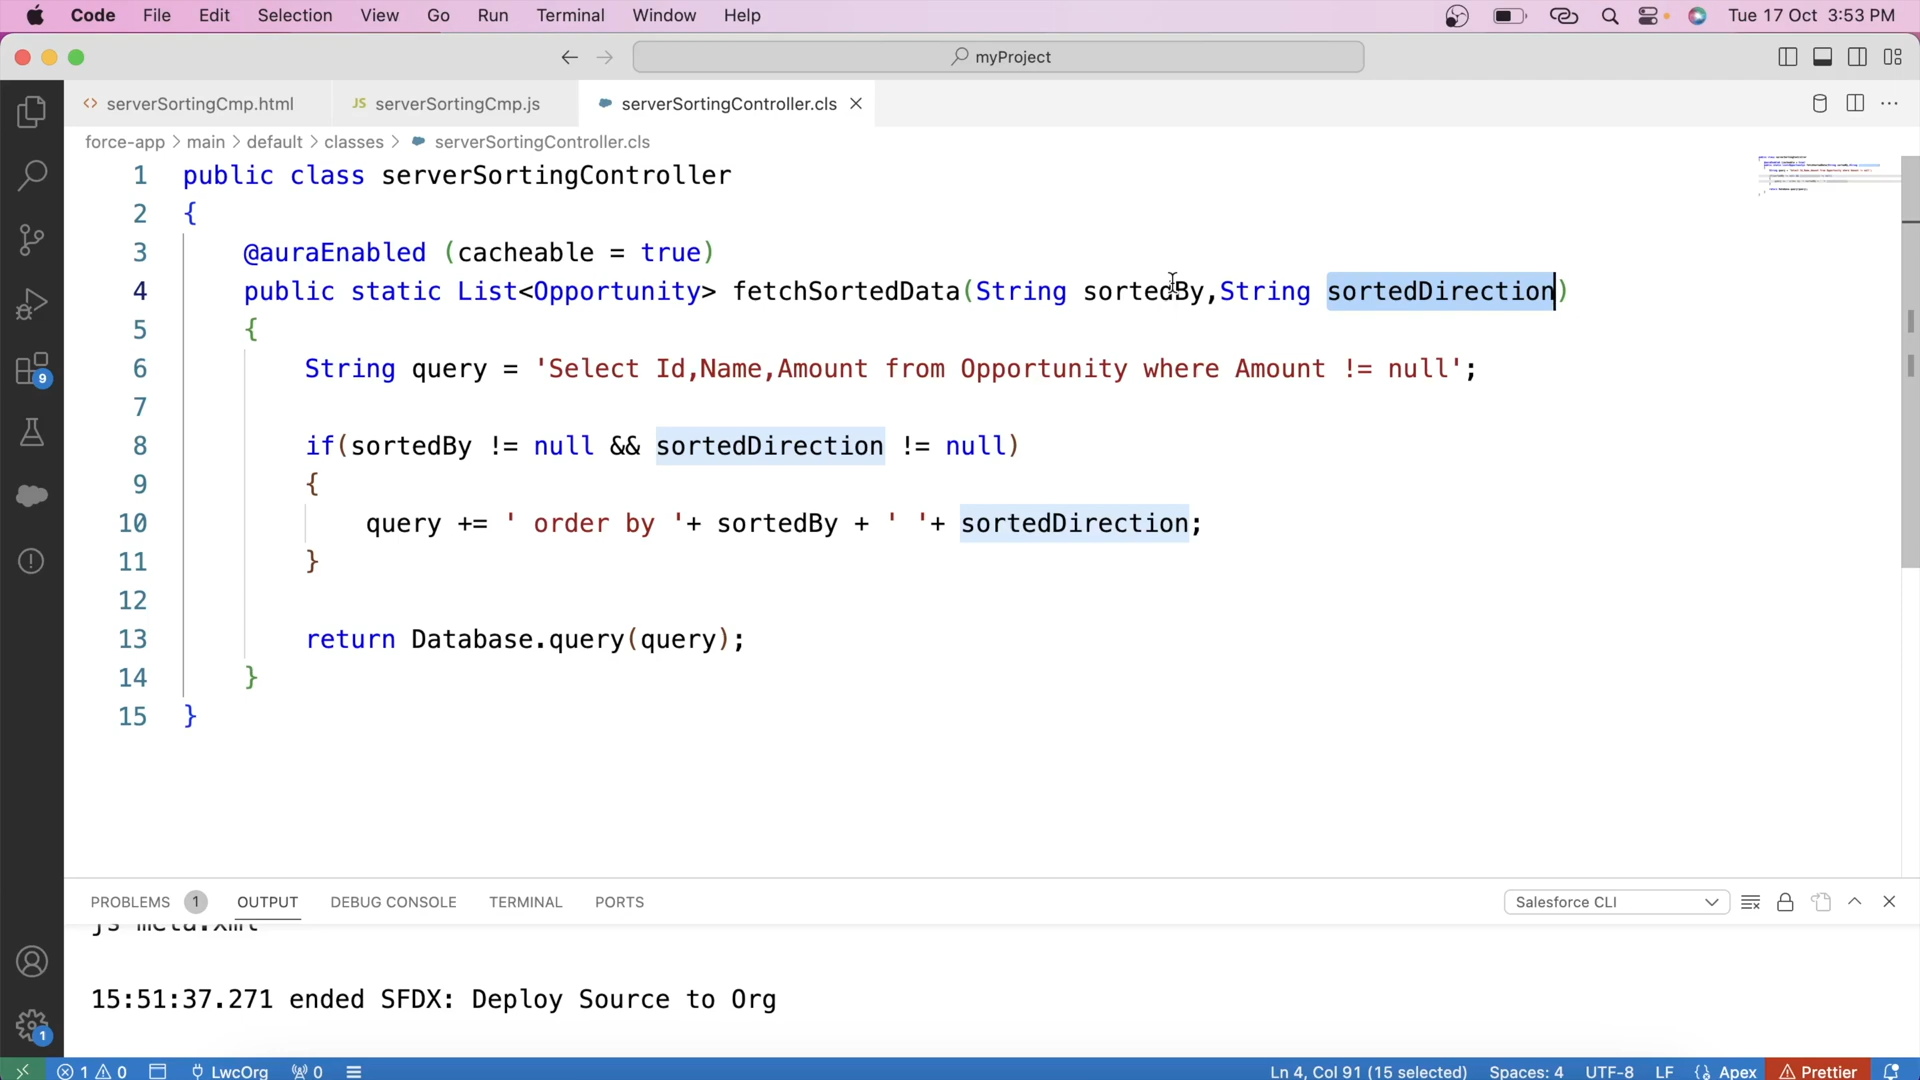 Code File Edit Selection View Go Run Terminal Window Help Tue 17 Oct 3:53 PM
myProject
<> serverSortingCmp.html JS serverSortingCmp.js serverSortingController.cls
force-app > main > default > classes > serverSortingController.cls
1 public class serverSortingController
2 {
3 @auraEnabled (cacheable = true)
4 public static List<Opportunity> fetchSortedData(String sortedBy,String sortedDirection)
5 {
6 String query = 'Select Id,Name,Amount from Opportunity where Amount != null';
7
8 if(sortedBy != null && sortedDirection != null)
9 {
10 query += ' order by '+ sortedBy + ' '+ sortedDirection;
11 }
12
13 return Database.query(query);
14 }
15 }
9
PROBLEMS 1 OUTPUT DEBUG CONSOLE TERMINAL PORTS Salesforce CLI
js-meta.xml
15:51:37.271 ended SFDX: Deploy Source to Org
1
1 0 LwcOrg 0 Ln 4, Col 91 (15 selected) Spaces: 4 UTF-8 LF {} Apex Prettier